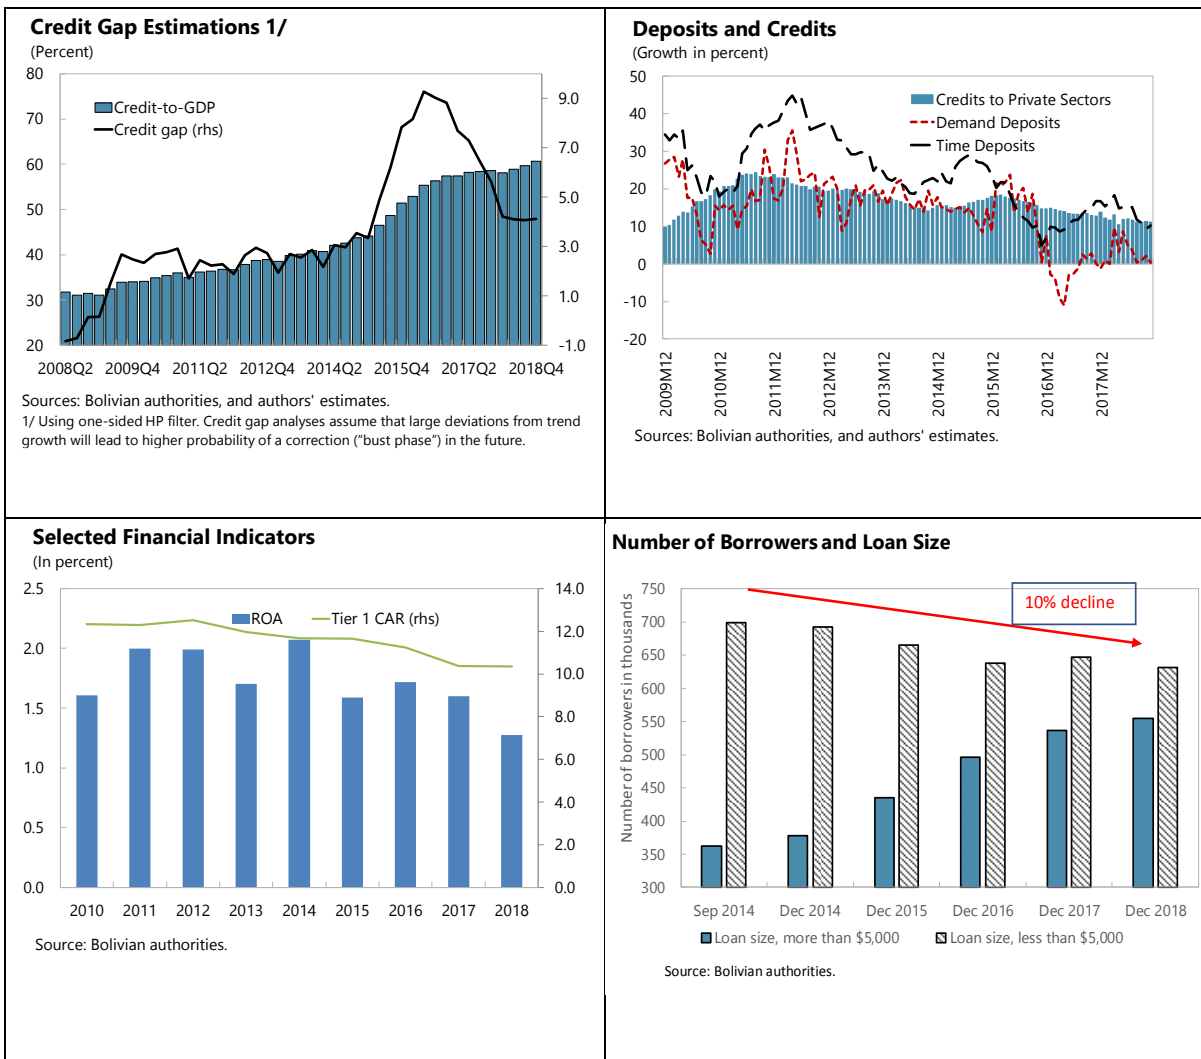 Credit Gap Estimations 1/
(Percent)
80
70
60
50
40
30
20
9.0
7.0
5.0
3.0
1.0
-1.0
Credit-to-GDP
Credit gap (rhs)
2008Q2 2009Q4 2011Q2 2012Q4 2014Q2 2015Q4 2017Q2 2018Q4
Sources: Bolivian authorities, and authors' estimates.
1/ Using one-sided HP filter. Credit gap analyses assume that large deviations from trend
growth will lead to higher probability of a correction (“bust phase”) in the future.
Deposits and Credits
(Growth in percent)
50
40
30
20
10
0
-10
-20
Credits to Private Sectors
Demand Deposits
Time Deposits
2009M12
2010M12
2011M12
2012M12
2013M12
2014M12
2015M12
2016M12
2017M12
Sources: Bolivian authorities, and authors' estimates.
Selected Financial Indicators
(In percent)
2.5
2.0
1.5
1.0
0.5
0.0
14.0
12.0
10.0
8.0
6.0
4.0
2.0
0.0
ROA
Tier 1 CAR (rhs)
2010 2011 2012 2013 2014 2015 2016 2017 2018
Source: Bolivian authorities.
Number of Borrowers and Loan Size
Number of borrowers in thousands
750
700
650
600
550
500
450
400
350
300
10% decline
Sep 2014 Dec 2014 Dec 2015 Dec 2016 Dec 2017 Dec 2018
Loan size, more than $5,000
Loan size, less than $5,000
Source: Bolivian authorities.